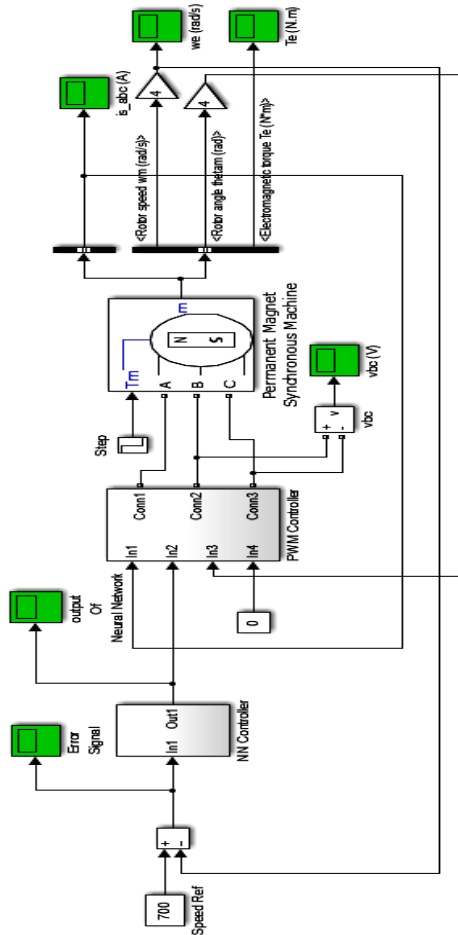 700
Speed Ref
+
-
Error
Signal
In1
Out1
NN Controller
output
Of
Neural Network
0
In1
In2
In3
In4
Conn1
Conn2
Conn3
PWM Controller
Step
Tm
m
A
B
C
N
S
Permanent Magnet
Synchronous Machine
+
-
v
vbc
vbc (V)
<Rotor speed wm (rad/s)>
<Rotor angle thetam (rad)>
<Electromagnetic torque Te (N*m)>
is_abc (A)
4
4
we (rad/s)
Te (N.m)